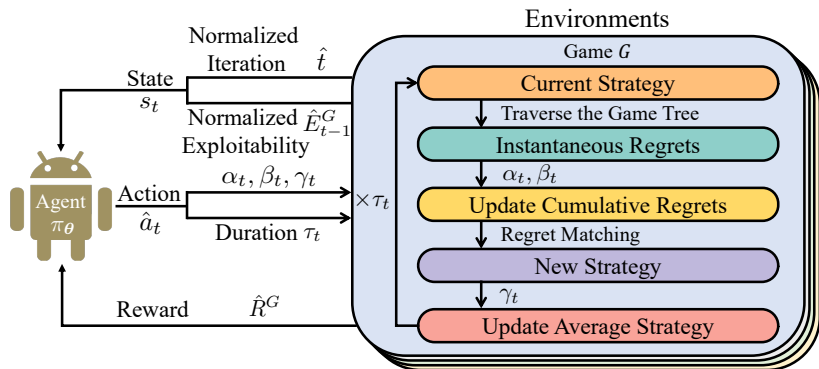 Environments
Normalized
Iteration
t̂
State
s_t
Normalized
Exploitability
Ê^G_{t−1}
Agent
π_θ
Action
â_t
α_t, β_t, γ_t
Duration τ_t
Reward
R̂^G
×τ_t
Game G
Current Strategy
Traverse the Game Tree
Instantaneous Regrets
α_t, β_t
Update Cumulative Regrets
Regret Matching
New Strategy
γ_t
Update Average Strategy